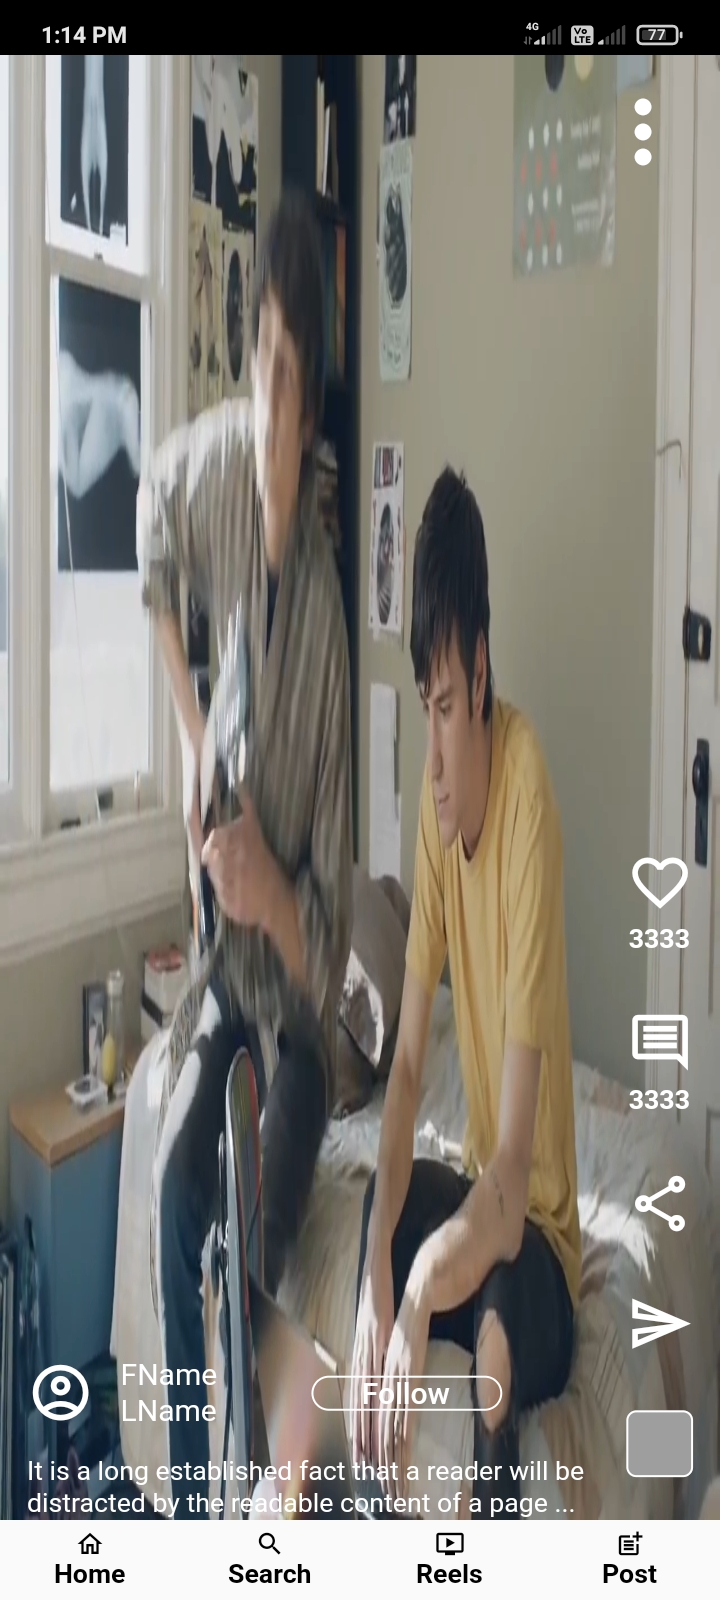 1:14 PM
4G
Vo
LTE
77
3333
3333
FName
LName
Follow
It is a long established fact that a reader will be
distracted by the readable content of a page ...
Home
Search
Reels
Post